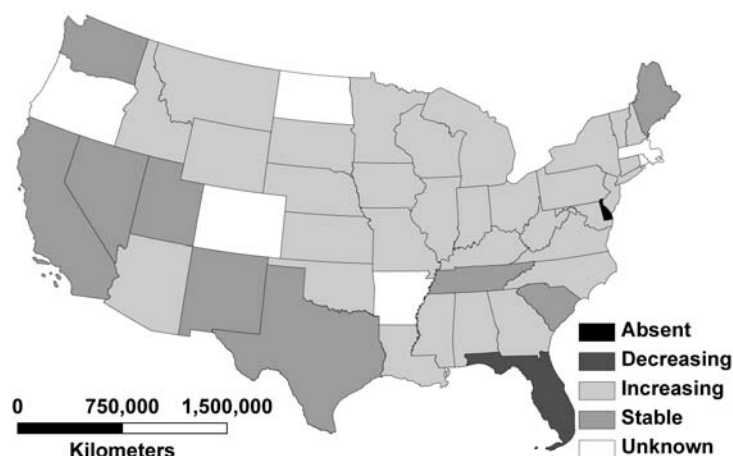 Absent
Decreasing
Increasing
Stable
Unknown
0 750,000 1,500,000
Kilometers